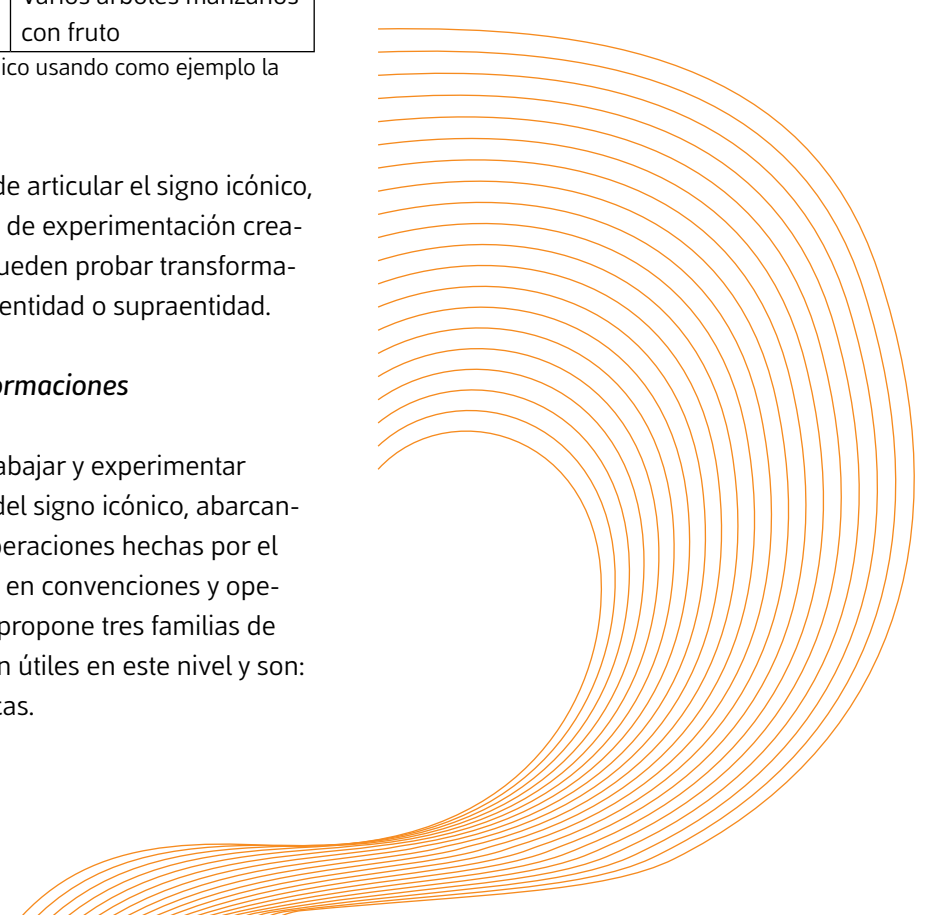 Varios árboles manzanos
con fruto
ico usando como ejemplo la
de articular el signo icónico,
de experimentación crea-
ueden probar transforma-
entidad o supraentidad.
ormaciones
abajar y experimentar
del signo icónico, abarcan-
peraciones hechas por el
en convenciones y ope-
propone tres familias de
n útiles en este nivel y son:
cas.